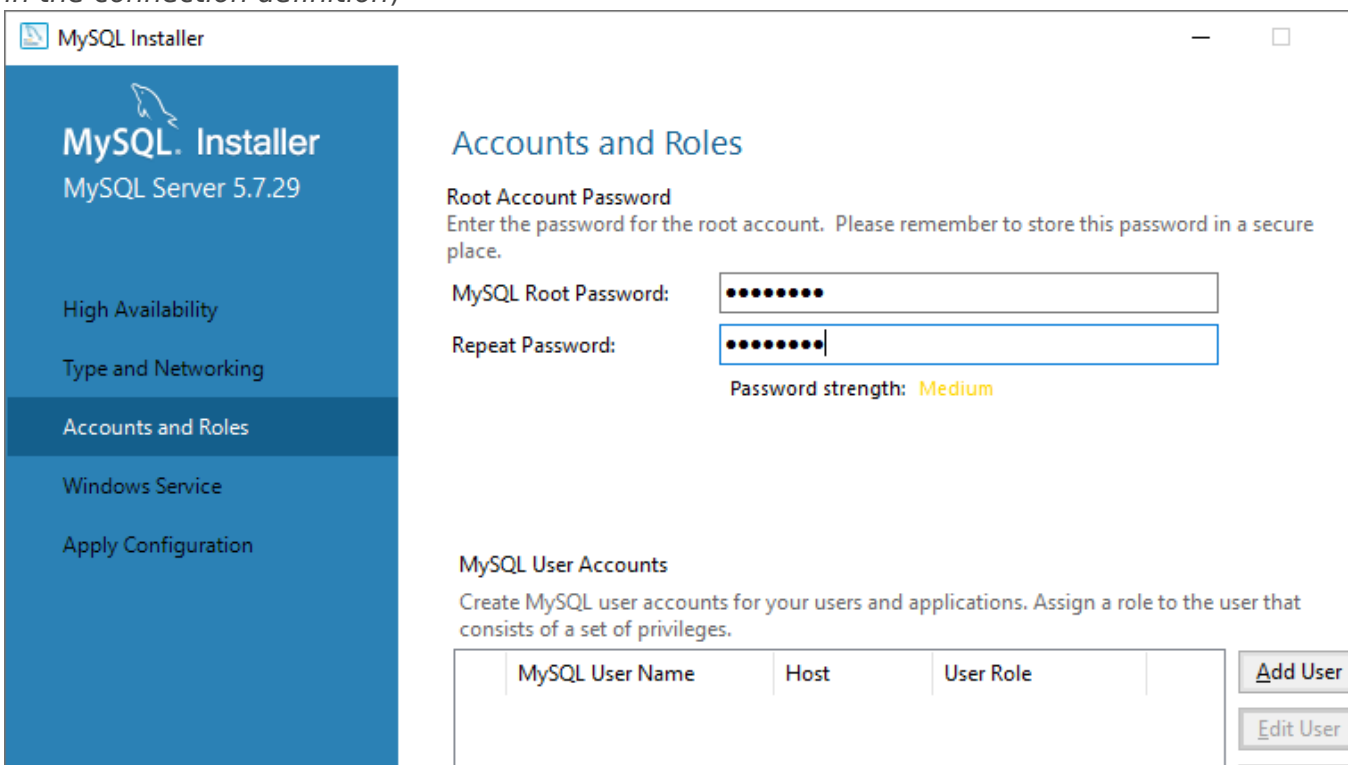 in the connection definition)
MySQL Installer
MySQL. Installer
MySQL Server 5.7.29
High Availability
Type and Networking
Accounts and Roles
Windows Service
Apply Configuration
Accounts and Roles
Root Account Password
Enter the password for the root account.  Please remember to store this password in a secure
place.
MySQL Root Password: ●●●●●●●●
Repeat Password: ●●●●●●●●
Password strength: Medium
MySQL User Accounts
Create MySQL user accounts for your users and applications. Assign a role to the user that
consists of a set of privileges.
MySQL User Name Host User Role
Add User
Edit User